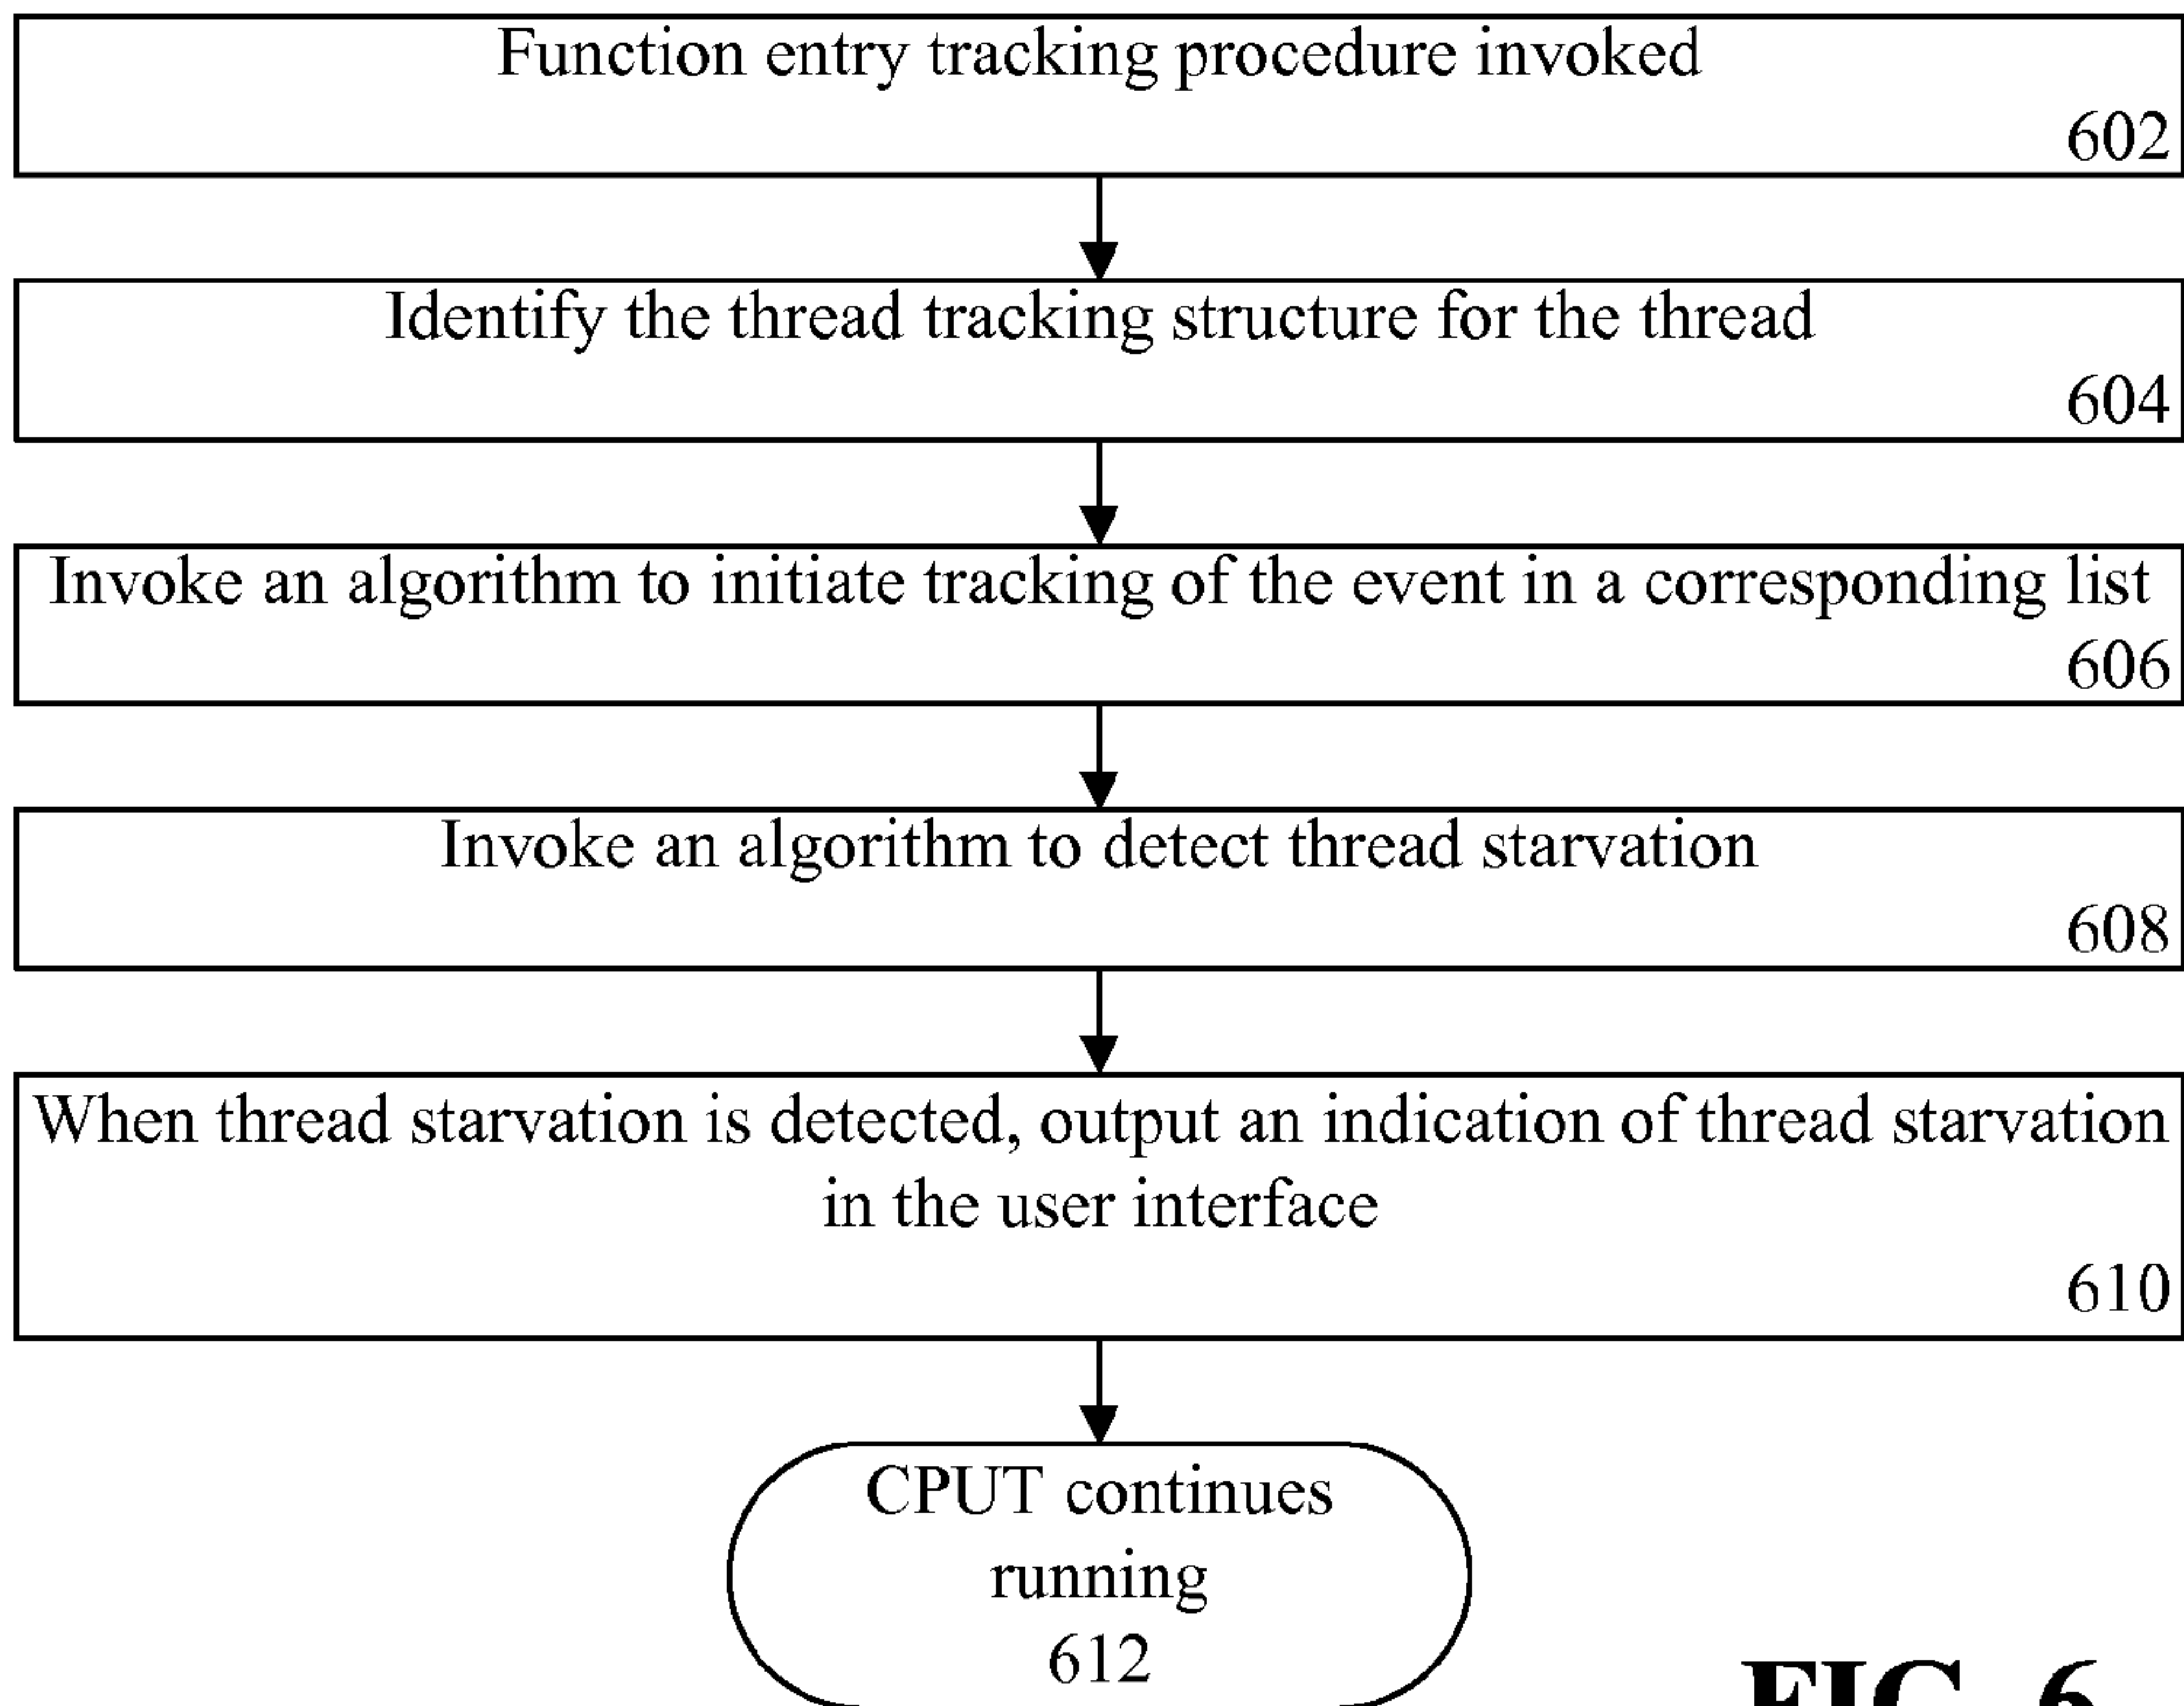 Function entry tracking procedure invoked
602
Identify the thread tracking structure for the thread
604
Invoke an algorithm to initiate tracking of the event in a corresponding list
606
Invoke an algorithm to detect thread starvation
608
When thread starvation is detected, output an indication of thread starvation
in the user interface
610
CPUT continues
running
612
FIG. 6